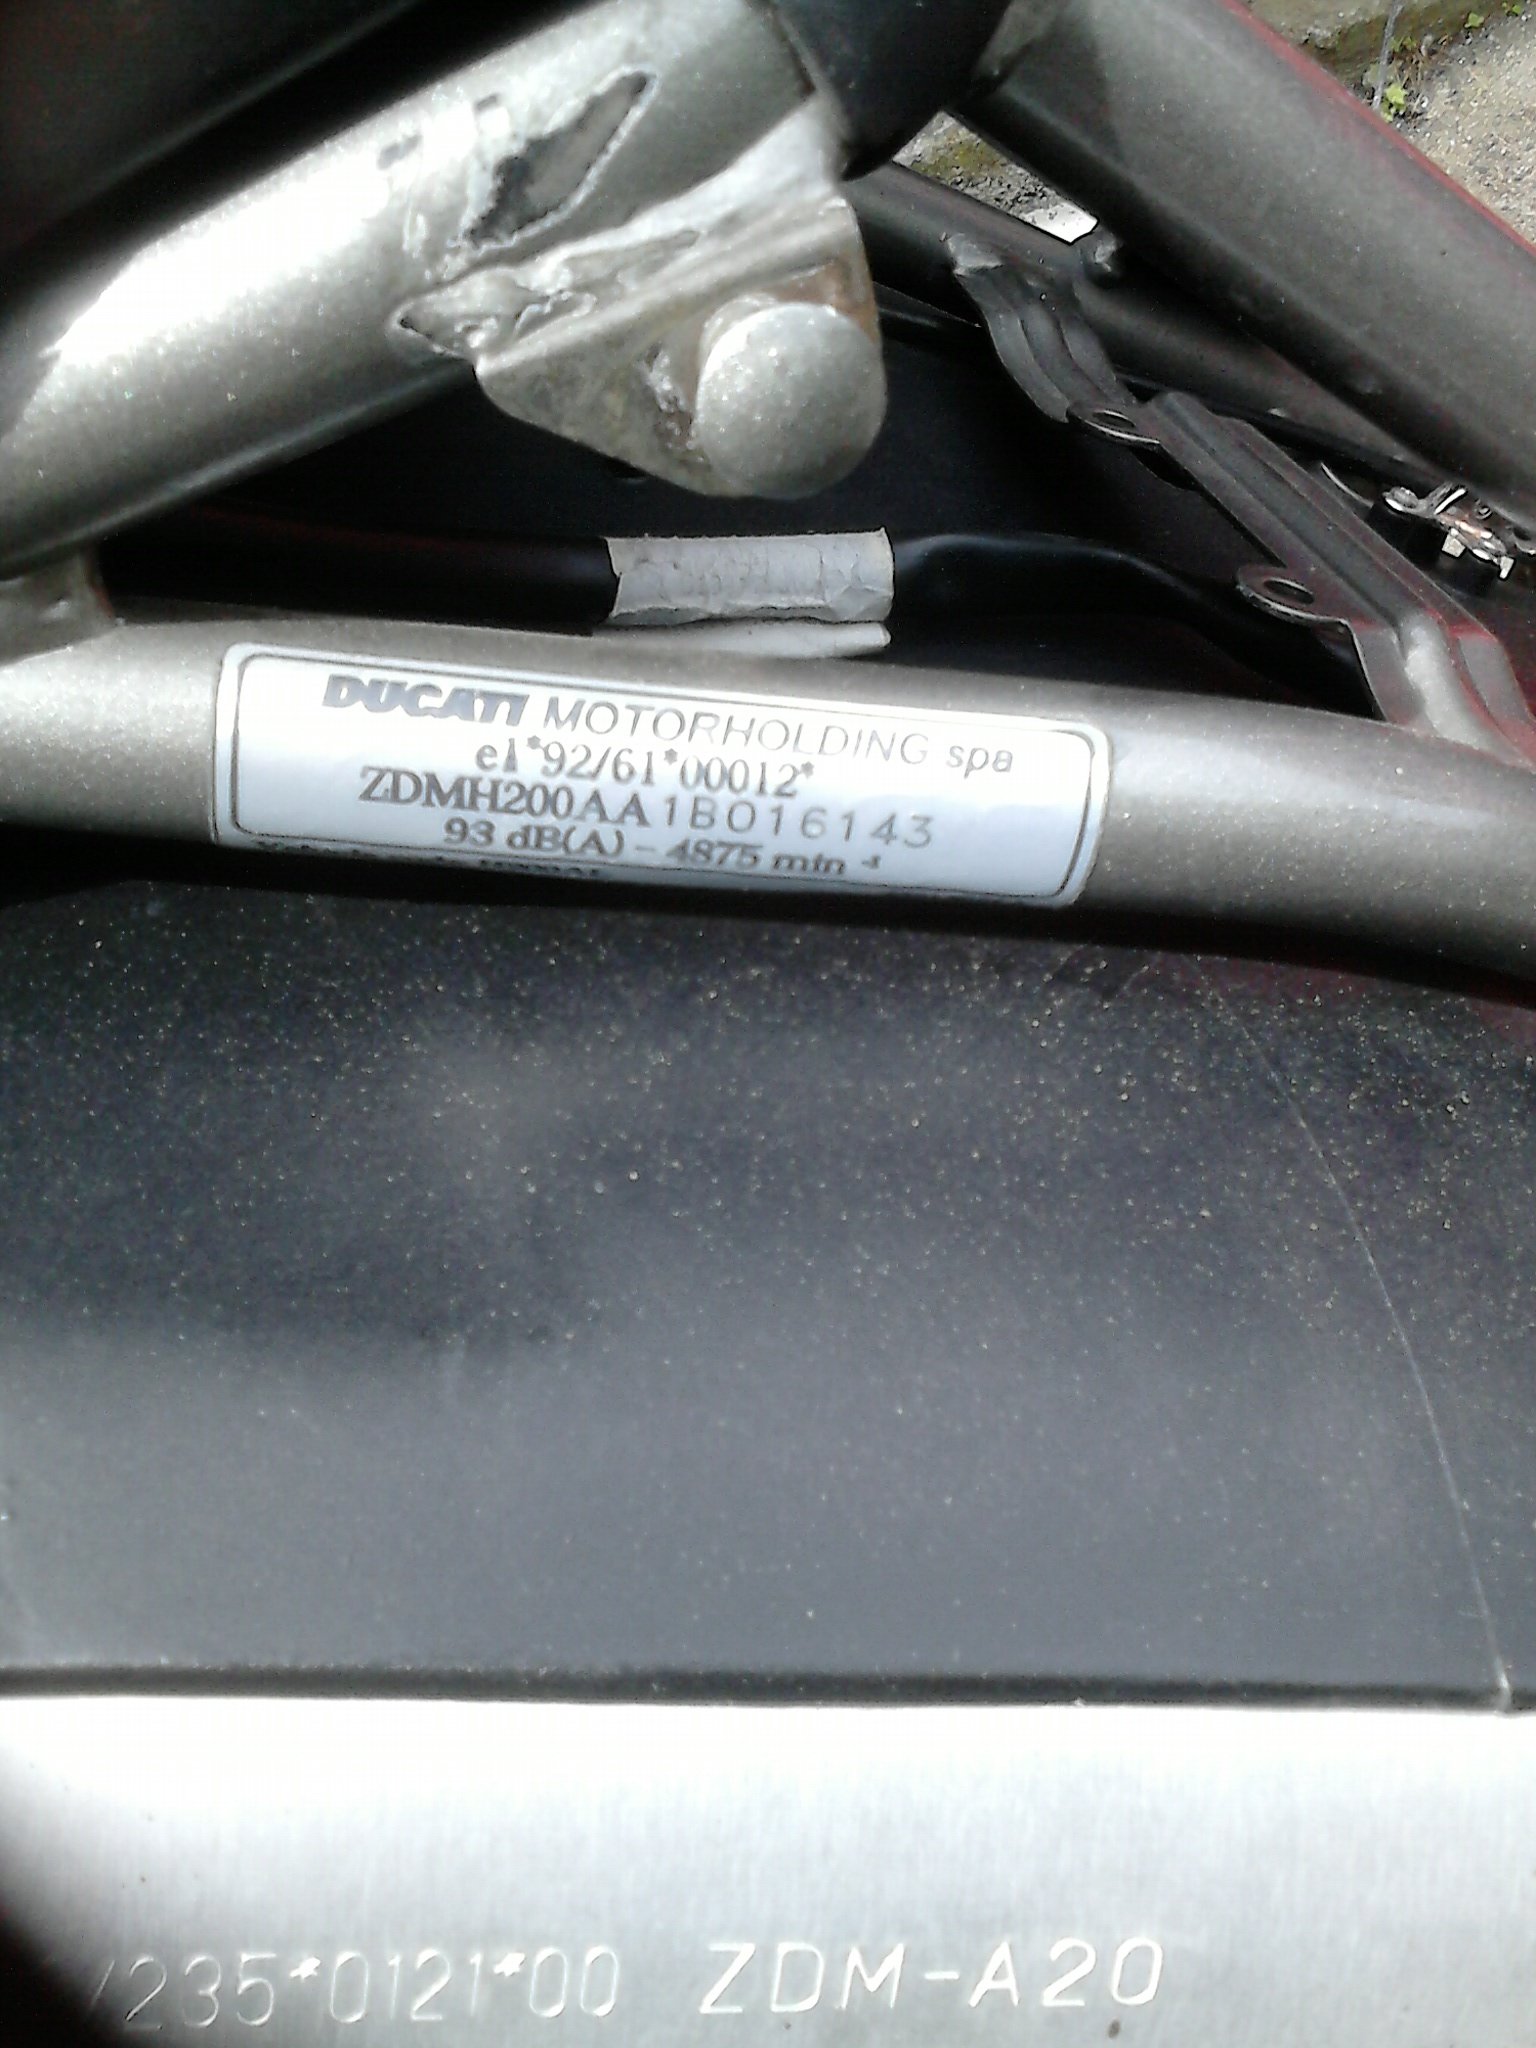 DUCATI MOTORHOLDING spa
e1*92/61*00012*
ZDMH200AA1B016143
93 dB(A) - 4875 min⁻¹
/235*0121*00 ZDM-A20